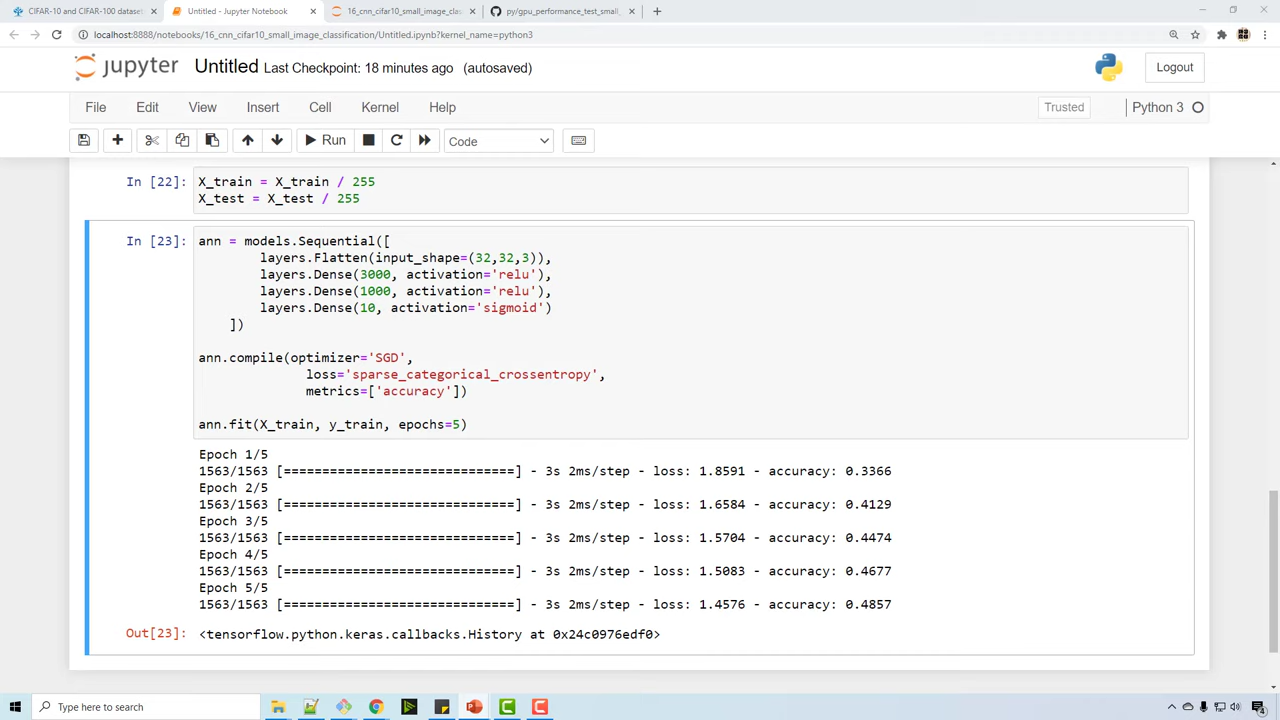 CIFAR-10 and CIFAR-100 dataset
Untitled - Jupyter Notebook
16_cnn_cifar10_small_image_clas
py/gpu_performance_test_small_
localhost:8888/notebooks/16_cnn_cifar10_small_image_classification/Untitled.ipynb?kernel_name=python3
jupyter Untitled Last Checkpoint: 18 minutes ago (autosaved)
Logout
File Edit View Insert Cell Kernel Help
Trusted
Python 3
Run
Code
In [22]:
X_train = X_train / 255
X_test = X_test / 255
In [23]:
ann = models.Sequential([
layers.Flatten(input_shape=(32,32,3)),
layers.Dense(3000, activation='relu'),
layers.Dense(1000, activation='relu'),
layers.Dense(10, activation='sigmoid')
])
ann.compile(optimizer='SGD',
loss='sparse_categorical_crossentropy',
metrics=['accuracy'])
ann.fit(X_train, y_train, epochs=5)
Epoch 1/5
1563/1563 [==============================] - 3s 2ms/step - loss: 1.8591 - accuracy: 0.3366
Epoch 2/5
1563/1563 [==============================] - 3s 2ms/step - loss: 1.6584 - accuracy: 0.4129
Epoch 3/5
1563/1563 [==============================] - 3s 2ms/step - loss: 1.5704 - accuracy: 0.4474
Epoch 4/5
1563/1563 [==============================] - 3s 2ms/step - loss: 1.5083 - accuracy: 0.4677
Epoch 5/5
1563/1563 [==============================] - 3s 2ms/step - loss: 1.4576 - accuracy: 0.4857
Out[23]: <tensorflow.python.keras.callbacks.History at 0x24c0976edf0>
Type here to search